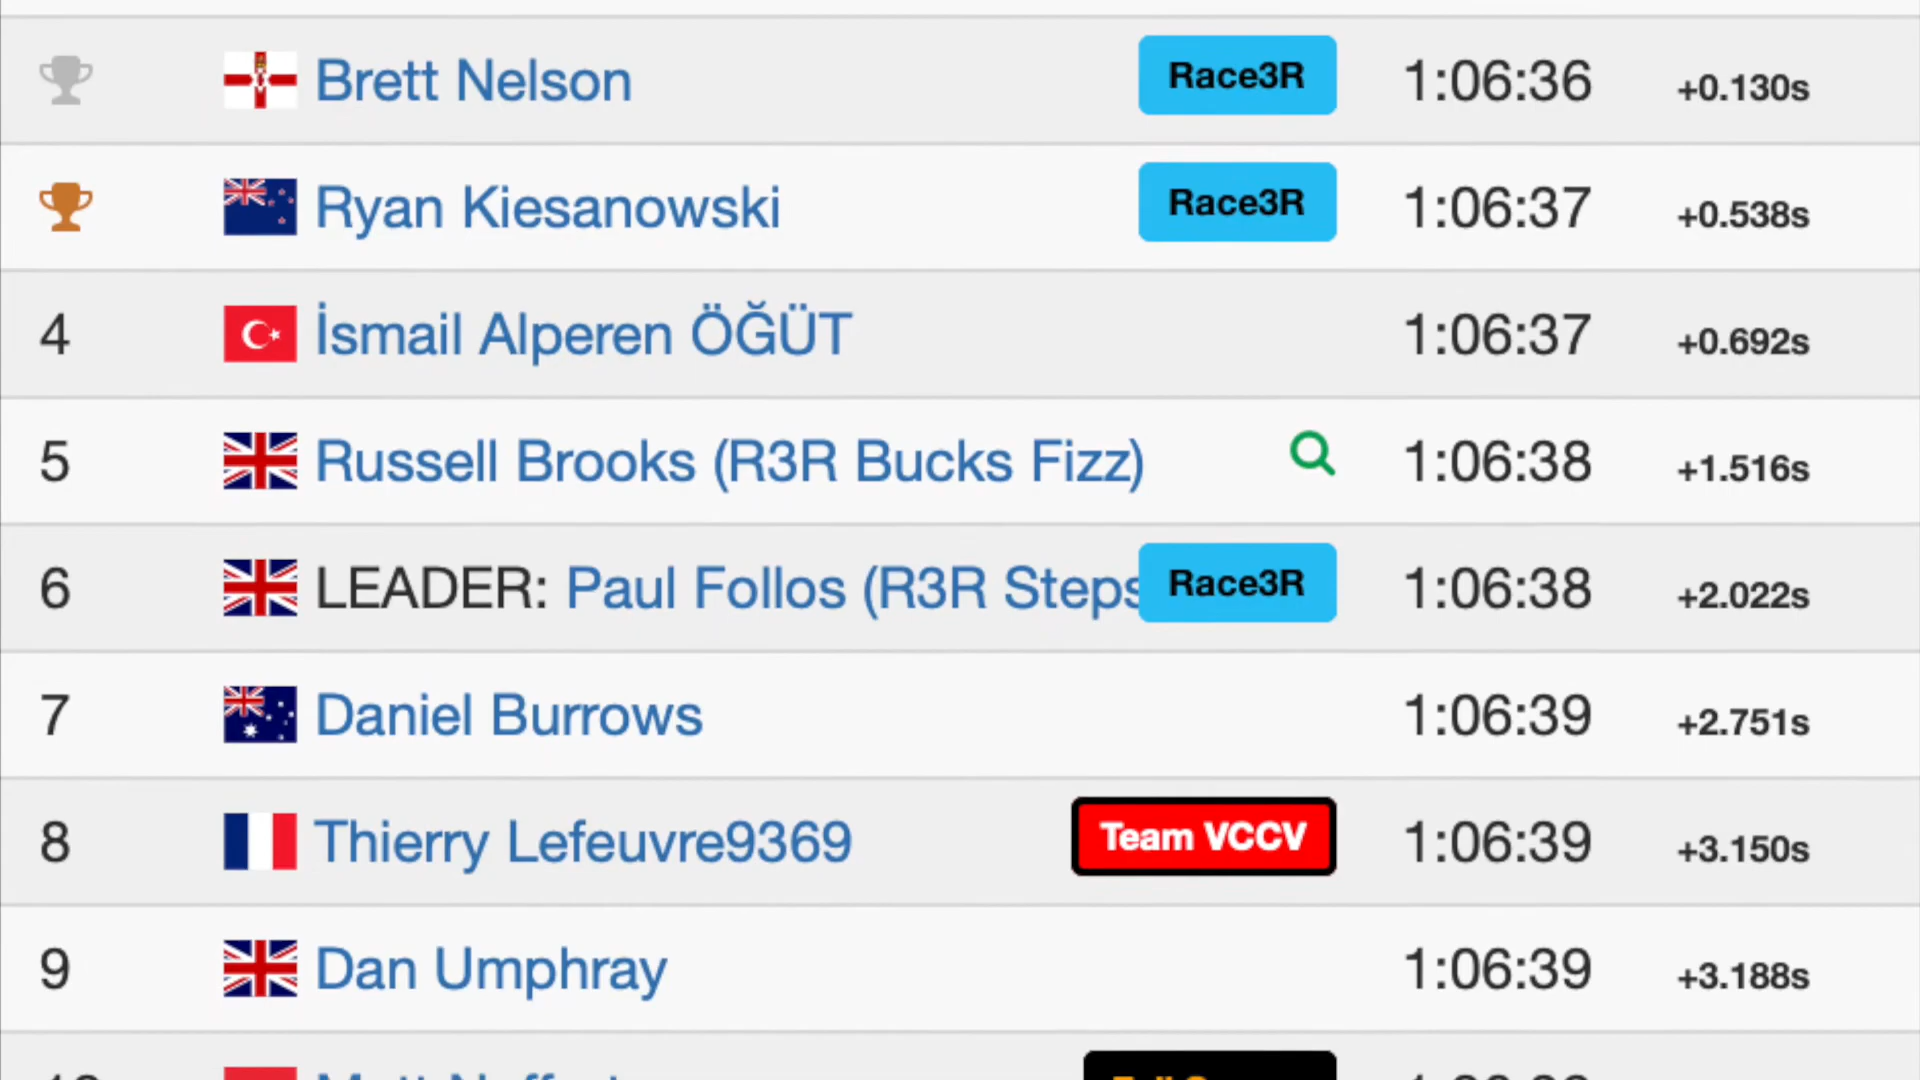 Brett Nelson Race3R 1:06:36 +0.130s
Ryan Kiesanowski Race3R 1:06:37 +0.538s
4 İsmail Alperen ÖĞÜT 1:06:37 +0.692s
5 Russell Brooks (R3R Bucks Fizz) 1:06:38 +1.516s
6 LEADER: Paul Follos (R3R Steps Race3R 1:06:38 +2.022s
7 Daniel Burrows 1:06:39 +2.751s
8 Thierry Lefeuvre9369 Team VCCV 1:06:39 +3.150s
9 Dan Umphray 1:06:39 +3.188s